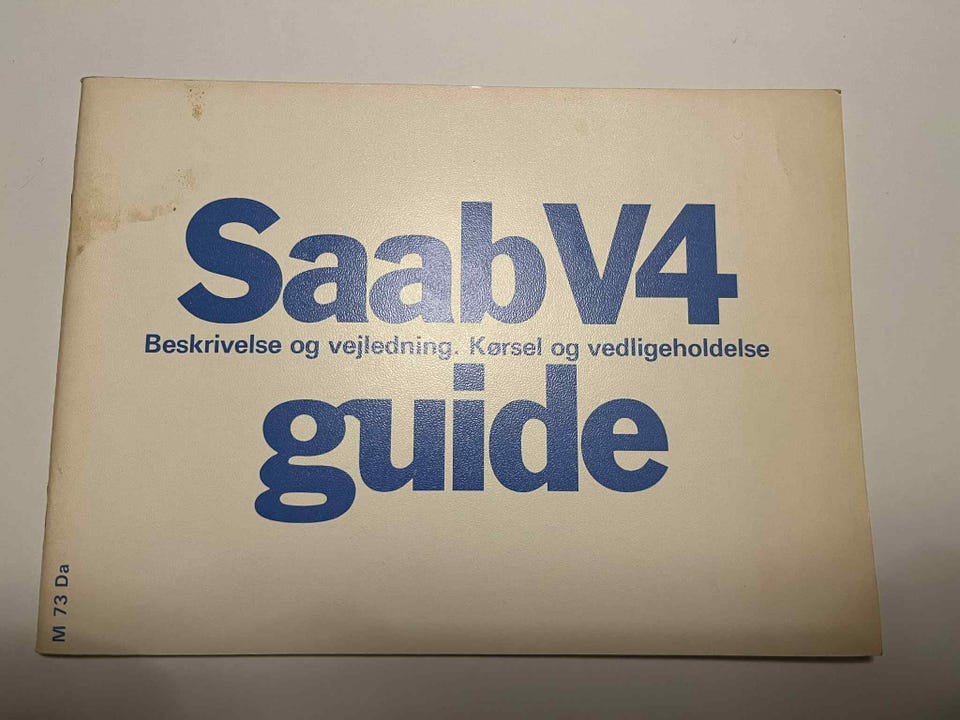 Saab V4
Beskrivelse og vejledning. Kørsel og vedligeholdelse
guide
M 73 Da